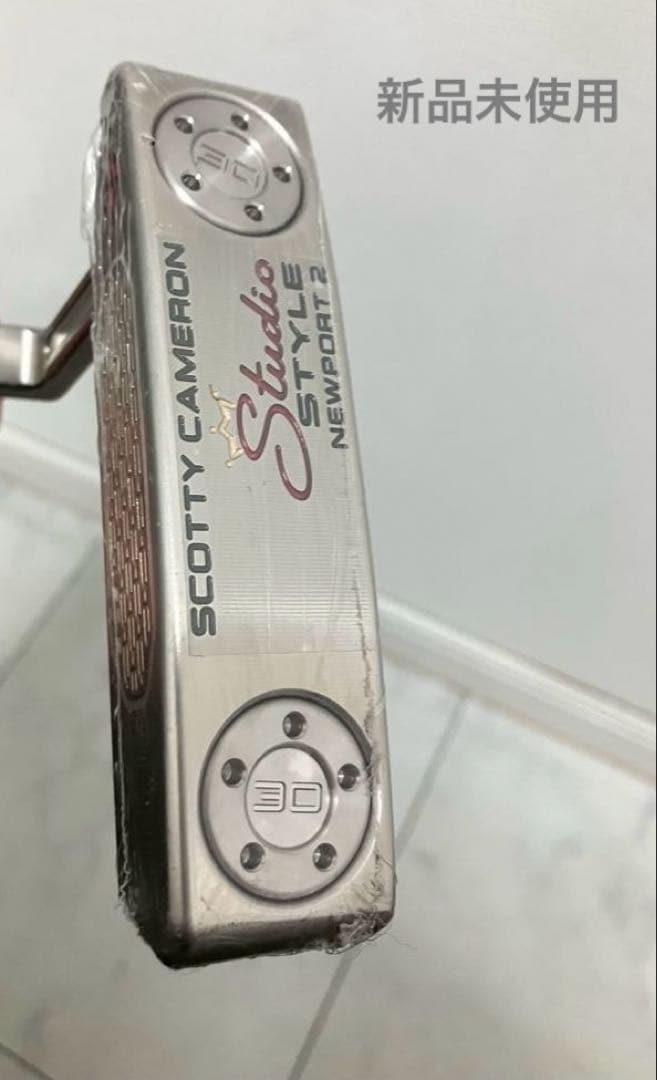 新品未使用
30
SCOTTY CAMERON
Studio
STYLE
NEWPORT 2
30